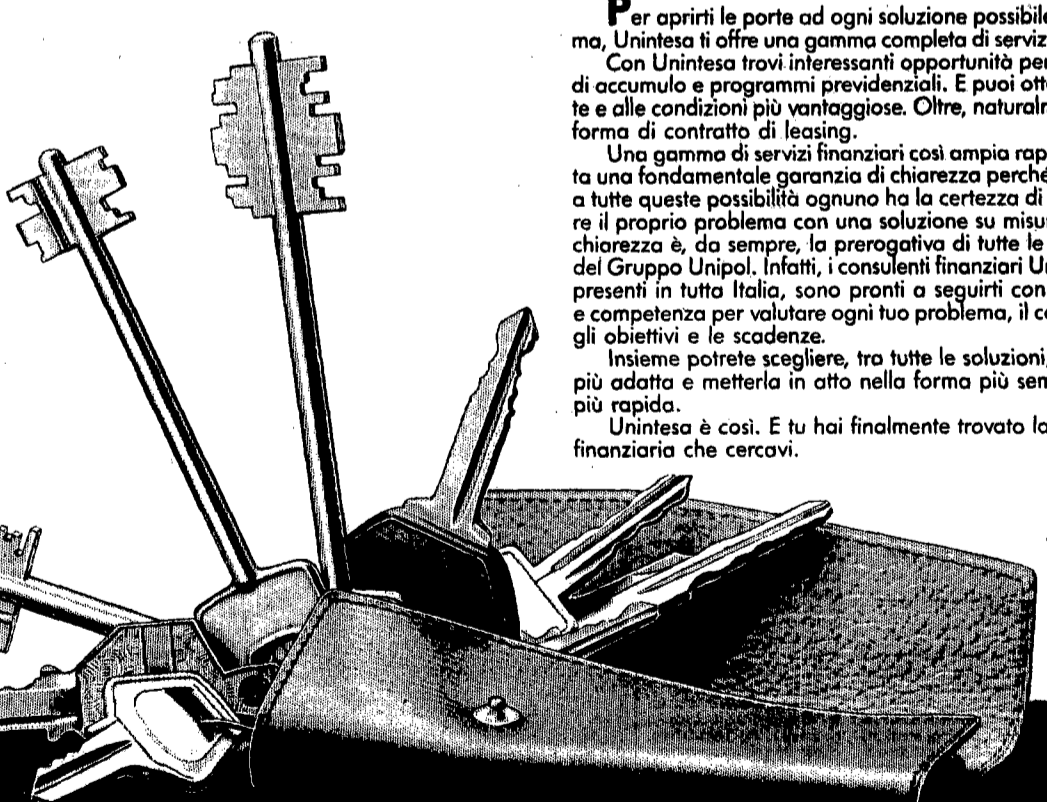 Per aprirti le porte ad ogni soluzione possibile
ma, Unintesa ti offre una gamma completa di serviz
Con Unintesa trovi interessanti opportunità per
di accumulo e programmi previdenziali. E puoi ott
te e alle condizioni più vantaggiose. Oltre, naturalm
forma di contratto di leasing.
Una gamma di servizi finanziari così ampia rap
ta una fondamentale garanzia di chiarezza perché
a tutte queste possibilità ognuno ha la certezza di
re il proprio problema con una soluzione su misu
chiarezza è, da sempre, la prerogativa di tutte le
del Gruppo Unipol. Infatti, i consulenti finanziari Un
presenti in tutta Italia, sono pronti a seguirti con
e competenza per valutare ogni tuo problema, il c
gli obiettivi e le scadenze.
Insieme potrete scegliere, tra tutte le soluzioni,
più adatta e metterla in atto nella forma più sem
più rapida.
Unintesa è così. E tu hai finalmente trovato la
finanziaria che cercavi.